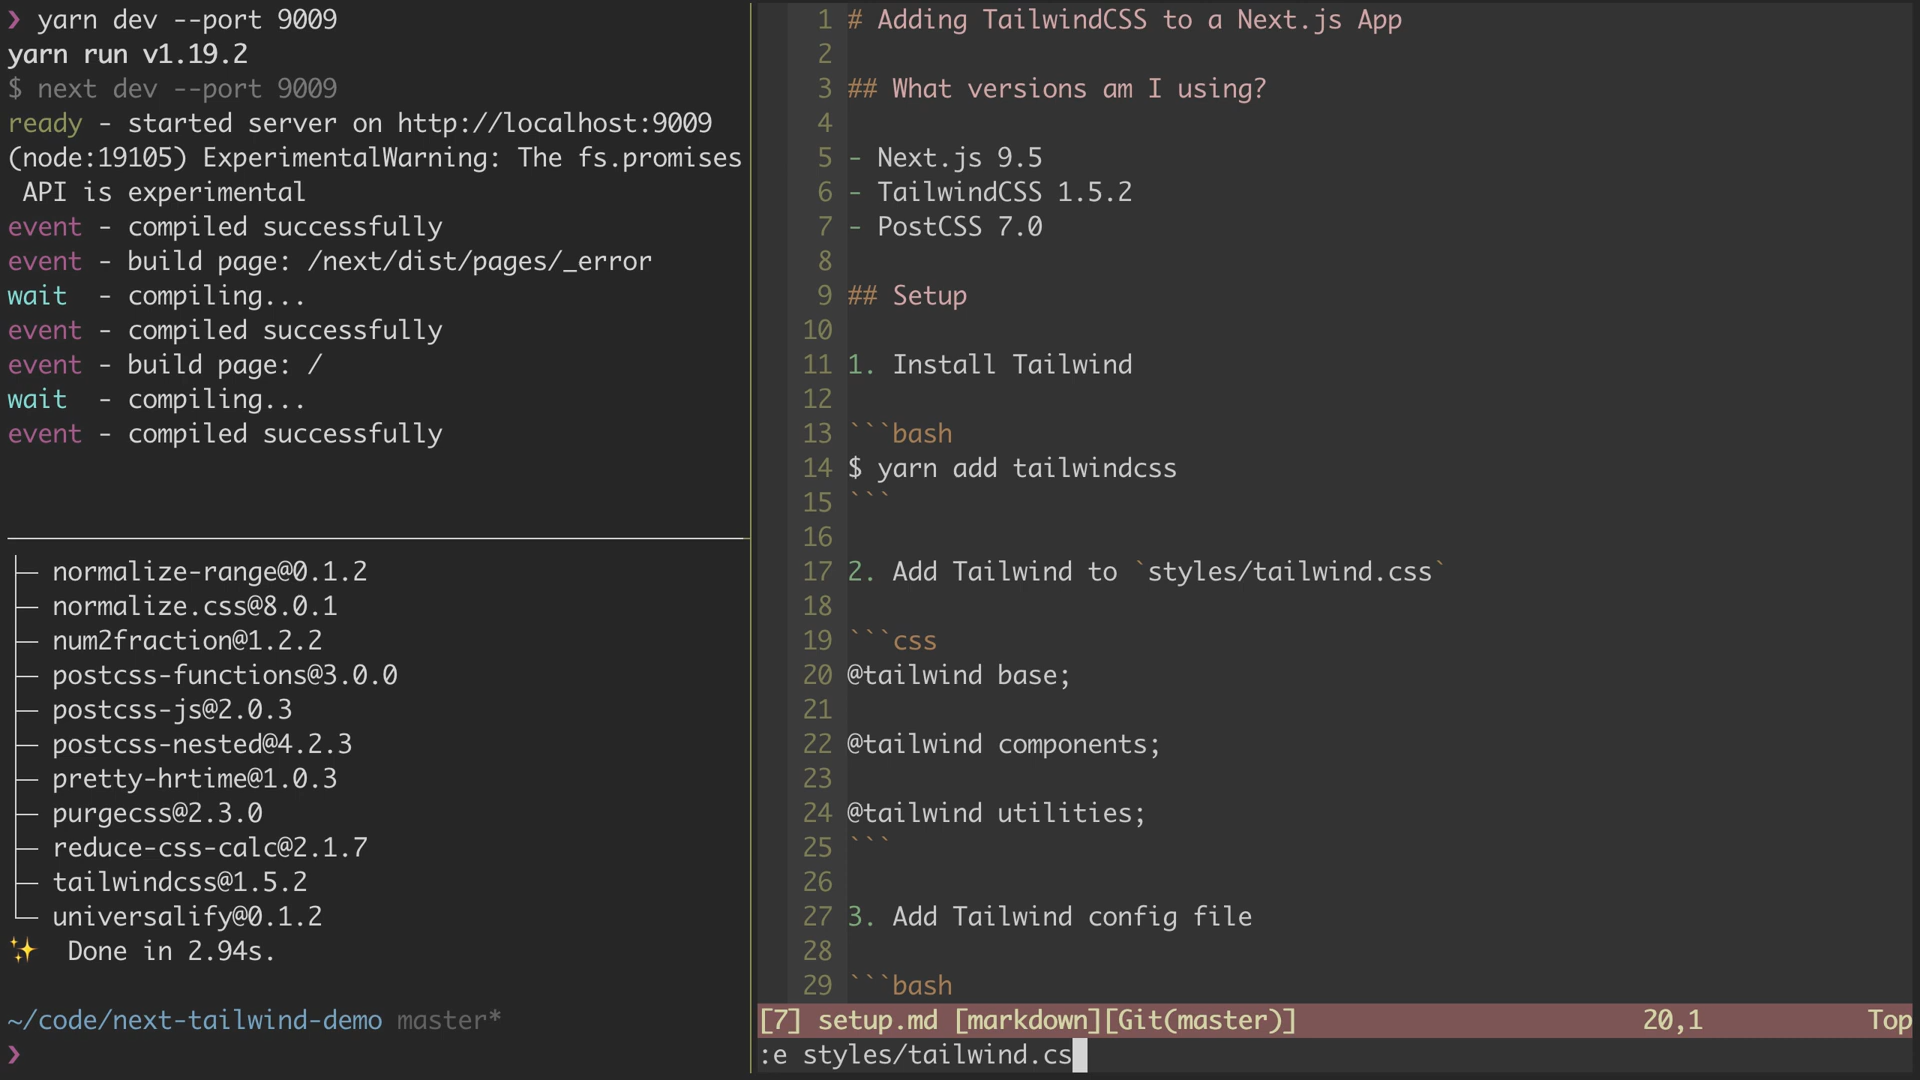 ❯ yarn dev --port 9009
yarn run v1.19.2
$ next dev --port 9009
ready - started server on http://localhost:9009
(node:19105) ExperimentalWarning: The fs.promises
 API is experimental
event - compiled successfully
event - build page: /next/dist/pages/_error
wait  - compiling...
event - compiled successfully
event - build page: /
wait  - compiling...
event - compiled successfully
├─ normalize-range@0.1.2
├─ normalize.css@8.0.1
├─ num2fraction@1.2.2
├─ postcss-functions@3.0.0
├─ postcss-js@2.0.3
├─ postcss-nested@4.2.3
├─ pretty-hrtime@1.0.3
├─ purgecss@2.3.0
├─ reduce-css-calc@2.1.7
├─ tailwindcss@1.5.2
└─ universalify@0.1.2
✨  Done in 2.94s.
~/code/next-tailwind-demo master*
❯
1 # Adding TailwindCSS to a Next.js App
2
3 ## What versions am I using?
4
5 - Next.js 9.5
6 - TailwindCSS 1.5.2
7 - PostCSS 7.0
8
9 ## Setup
10
11 1. Install Tailwind
12
13 ```bash
14 $ yarn add tailwindcss
15 ```
16
17 2. Add Tailwind to `styles/tailwind.css`
18
19 ```css
20 @tailwind base;
21
22 @tailwind components;
23
24 @tailwind utilities;
25 ```
26
27 3. Add Tailwind config file
28
29 ```bash
[7] setup.md [markdown][Git(master)] 20,1 Top
:e styles/tailwind.cs